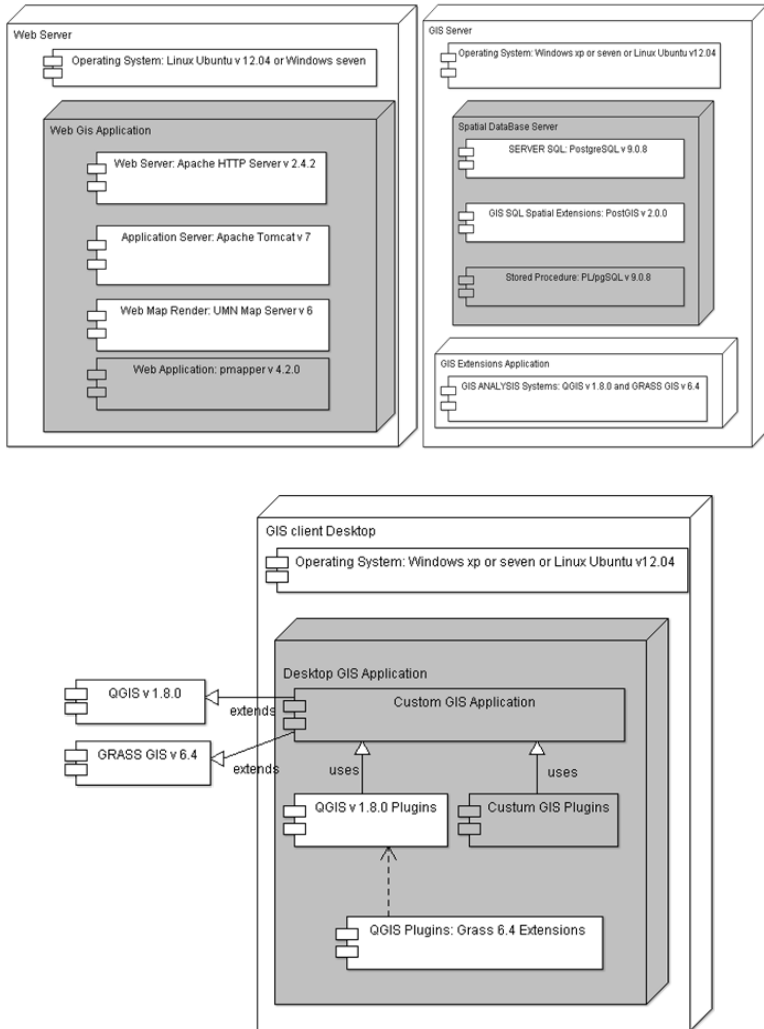 Web Server
Operating System: Linux Ubuntu v 12.04 or Windows seven
Web Gis Application
Web Server: Apache HTTP Server v 2.4.2
Application Server: Apache Tomcat v 7
Web Map Render: UMN Map Server v 6
Web Application: pmapper v 4.2.0
GIS Server
Operating System: Windows xp or seven or Linux Ubuntu v12.04
Spatial DataBase Server
SERVER SQL: PostgreSQL v 9.0.8
GIS SQL Spatial Extensions: PostGIS v 2.0.0
Stored Procedure: PL/pgSQL v 9.0.8
GIS Extensions Application
GIS ANALYSIS Systems: QGIS v 1.8.0 and GRASS GIS v 6.4
GIS client Desktop
Operating System: Windows xp or seven or Linux Ubuntu v12.04
Desktop GIS Application
QGIS v 1.8.0
Custom GIS Application
extends
GRASS GIS v 6.4
extends
uses
uses
QGIS v 1.8.0 Plugins
Custum GIS Plugins
QGIS Plugins: Grass 6.4 Extensions